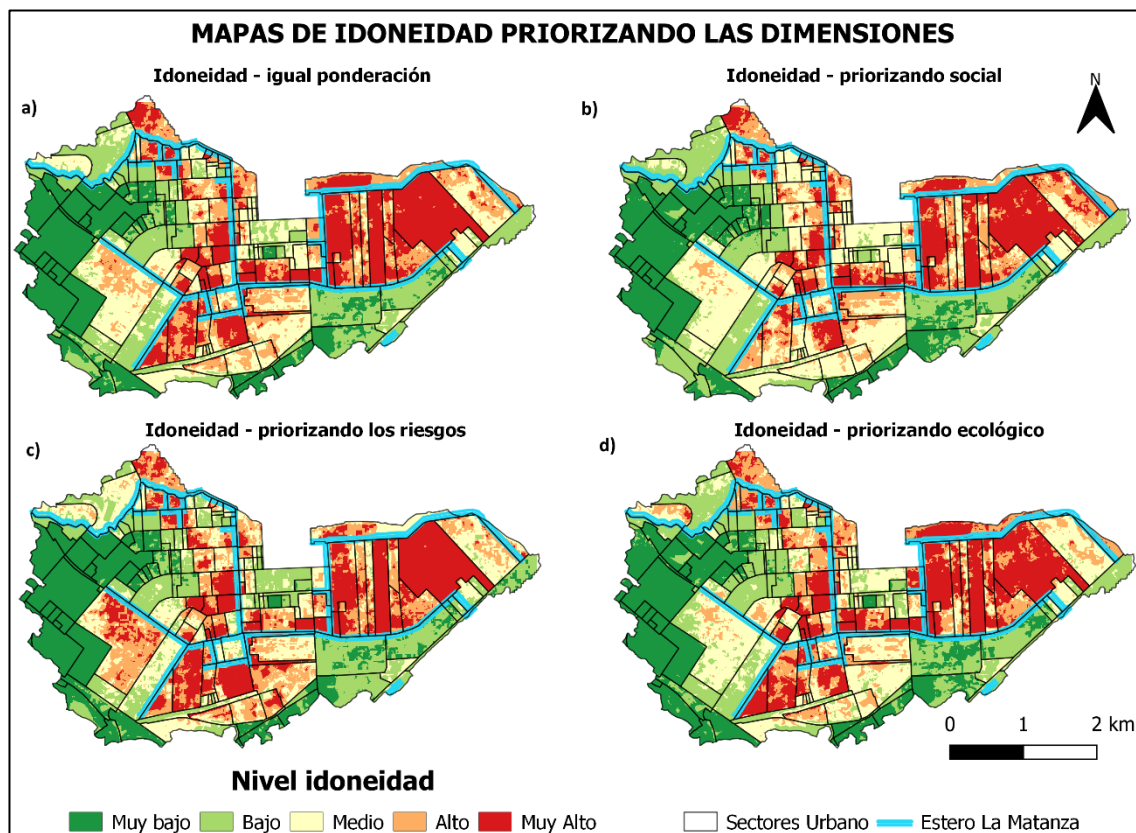 MAPAS DE IDONEIDAD PRIORIZANDO LAS DIMENSIONES
Idoneidad - igual ponderación
Idoneidad - priorizando social
a)
b)
N
Idoneidad - priorizando los riesgos
Idoneidad - priorizando ecológico
c)
d)
0 1 2 km
Nivel idoneidad
Muy bajo Bajo Medio Alto Muy Alto Sectores Urbano Estero La Matanza